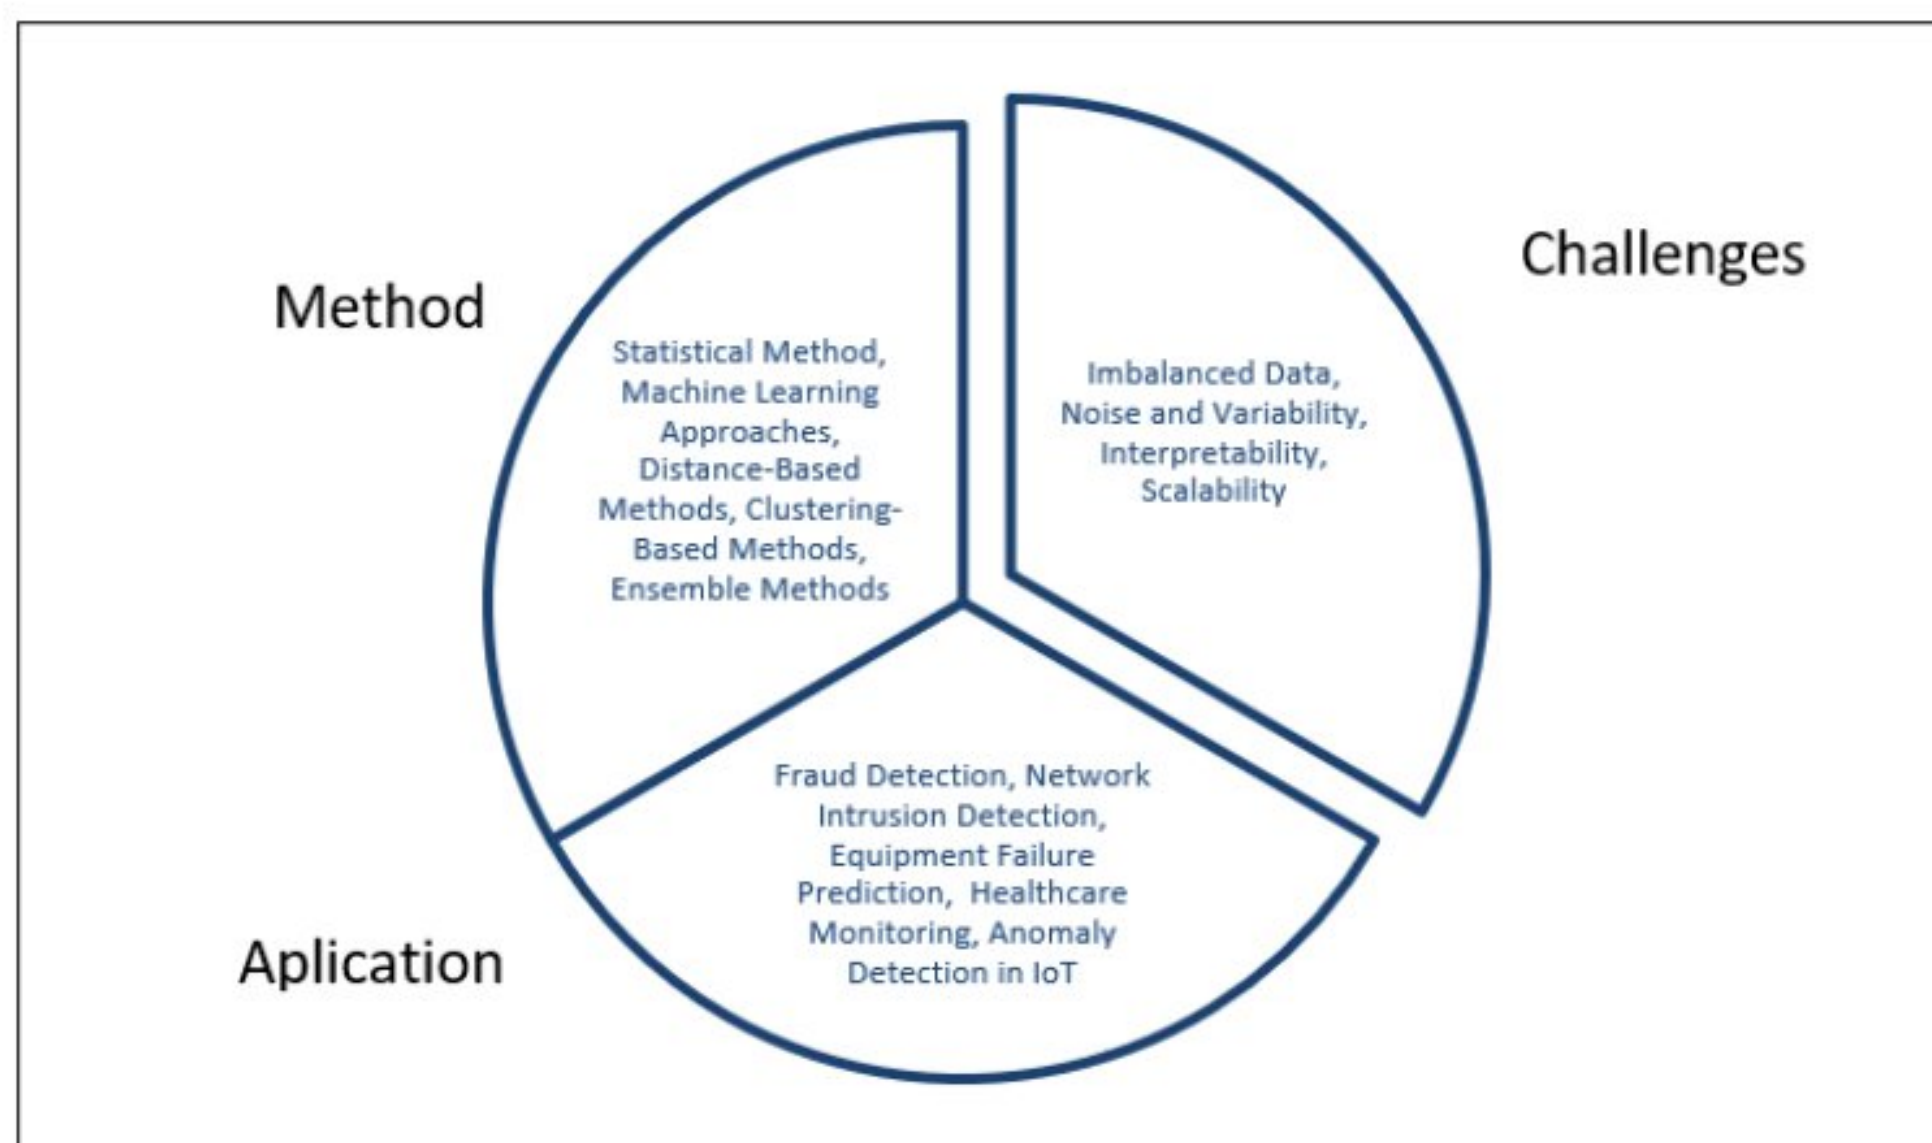 Method
Statistical Method,
Machine Learning
Approaches,
Distance-Based
Methods, Clustering-
Based Methods,
Ensemble Methods
Challenges
Imbalanced Data,
Noise and Variability,
Interpretability,
Scalability
Aplication
Fraud Detection, Network
Intrusion Detection,
Equipment Failure
Prediction,  Healthcare
Monitoring, Anomaly
Detection in IoT